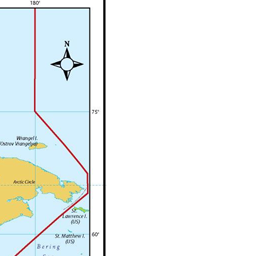 180°
N
75°
Wrangel I.
(Ostrov Vrangelya)
Arctic Circle
St.
Lawrence I.
(US)
St. Matthew I.
(US)
60°
Bering